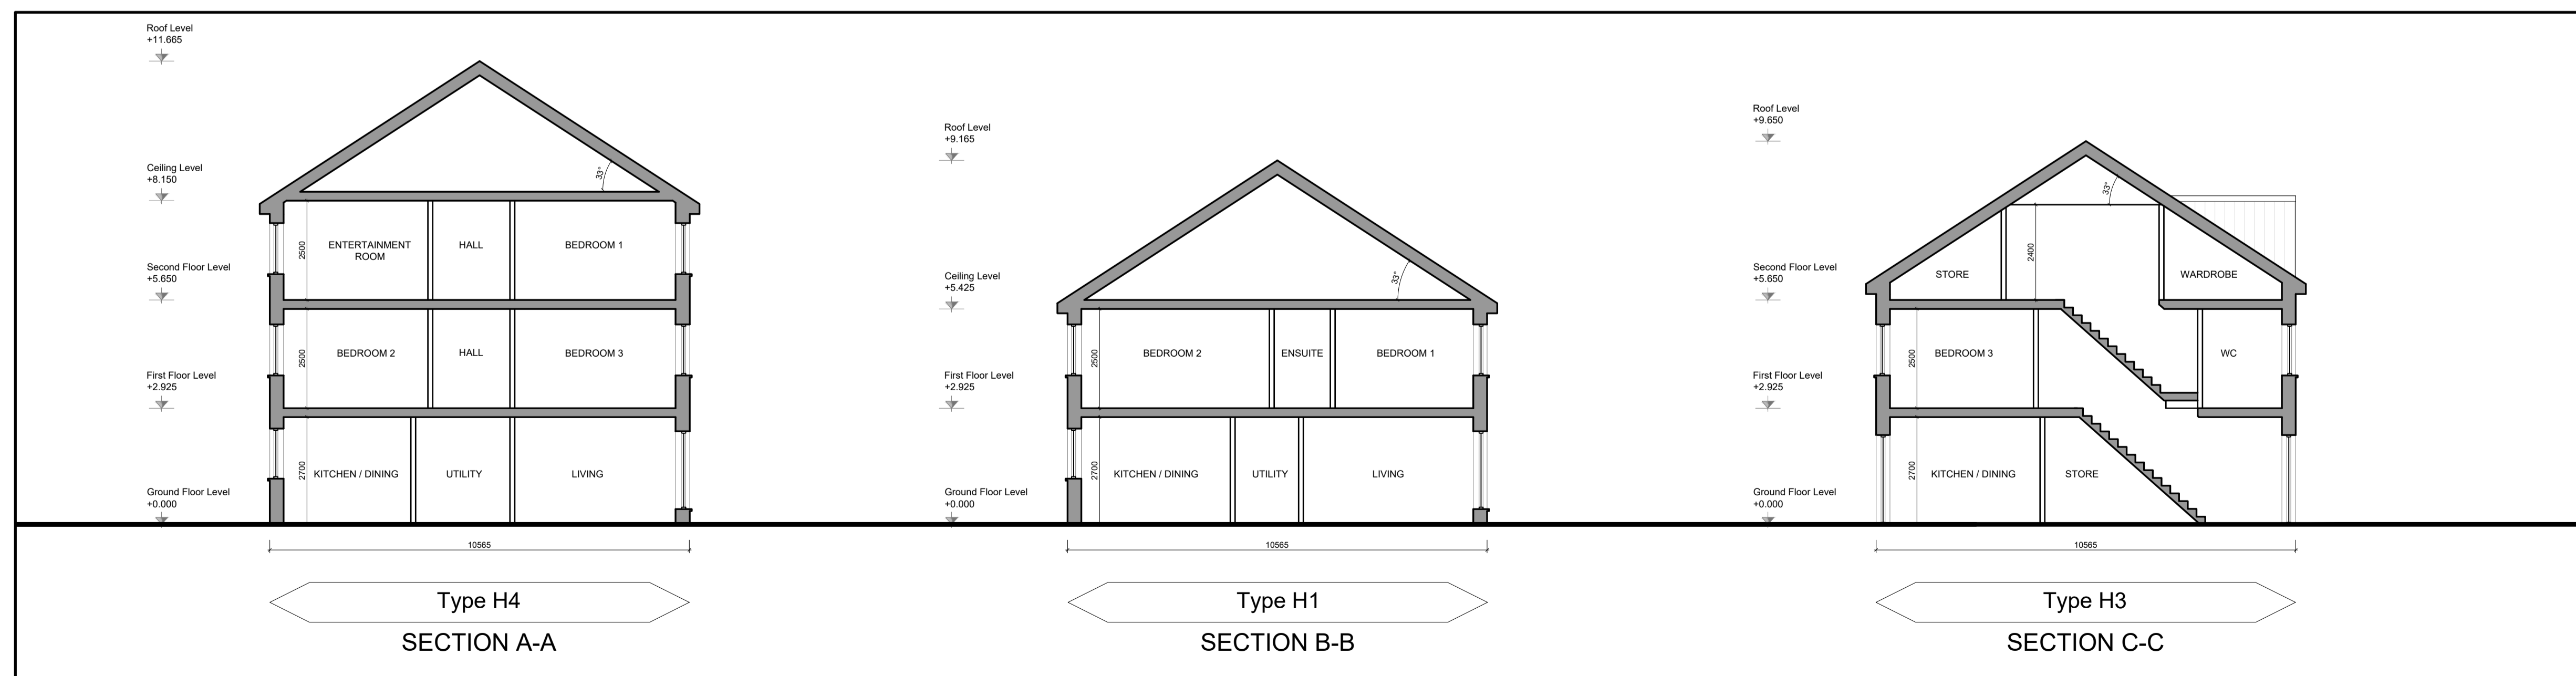 Roof Level
+11.665
Ceiling Level
+8.150
Second Floor Level
+5.650
First Floor Level
+2.925
Ground Floor Level
+0.000
33°
2500
ENTERTAINMENT
ROOM
HALL
BEDROOM 1
2500
BEDROOM 2
HALL
BEDROOM 3
2700
KITCHEN / DINING
UTILITY
LIVING
10565
Type H4
SECTION A-A
Roof Level
+9.165
Ceiling Level
+5.425
First Floor Level
+2.925
Ground Floor Level
+0.000
33°
2500
BEDROOM 2
ENSUITE
BEDROOM 1
2700
KITCHEN / DINING
UTILITY
LIVING
10565
Type H1
SECTION B-B
Roof Level
+9.650
Second Floor Level
+5.650
First Floor Level
+2.925
Ground Floor Level
+0.000
33°
2400
STORE
WARDROBE
2500
BEDROOM 3
WC
2700
KITCHEN / DINING
STORE
10565
Type H3
SECTION C-C